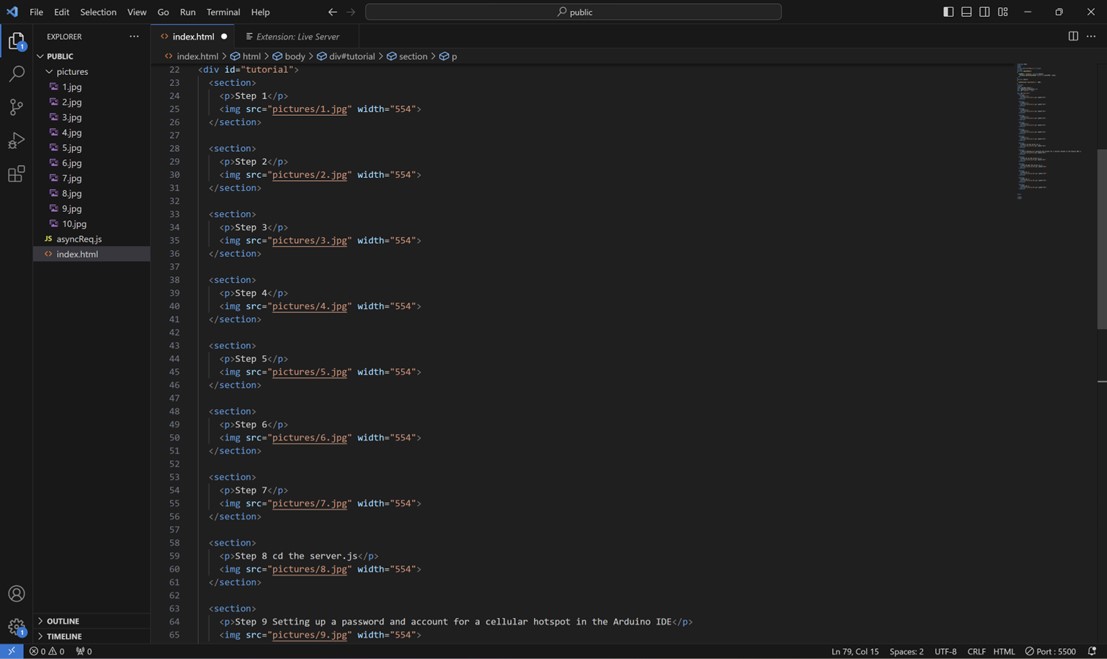 File Edit Selection View Go Run Terminal Help
public
EXPLORER
PUBLIC
pictures
1.jpg
2.jpg
3.jpg
4.jpg
5.jpg
6.jpg
7.jpg
8.jpg
9.jpg
10.jpg
JS asyncReq.js
<> index.html
OUTLINE
TIMELINE
1
1
<> index.html ● Extension: Live Server
<> index.html > html > body > div#tutorial > section > p
22 <div id="tutorial">
23 <section>
24 <p>Step 1</p>
25 <img src="pictures/1.jpg" width="554">
26 </section>
27
28 <section>
29 <p>Step 2</p>
30 <img src="pictures/2.jpg" width="554">
31 </section>
32
33 <section>
34 <p>Step 3</p>
35 <img src="pictures/3.jpg" width="554">
36 </section>
37
38 <section>
39 <p>Step 4</p>
40 <img src="pictures/4.jpg" width="554">
41 </section>
42
43 <section>
44 <p>Step 5</p>
45 <img src="pictures/5.jpg" width="554">
46 </section>
47
48 <section>
49 <p>Step 6</p>
50 <img src="pictures/6.jpg" width="554">
51 </section>
52
53 <section>
54 <p>Step 7</p>
55 <img src="pictures/7.jpg" width="554">
56 </section>
57
58 <section>
59 <p>Step 8 cd the server.js</p>
60 <img src="pictures/8.jpg" width="554">
61 </section>
62
63 <section>
64 <p>Step 9 Setting up a password and account for a cellular hotspot in the Arduino IDE</p>
65 <img src="pictures/9.jpg" width="554">
0 0 0 Ln 79, Col 15 Spaces: 2 UTF-8 CRLF HTML Port : 5500